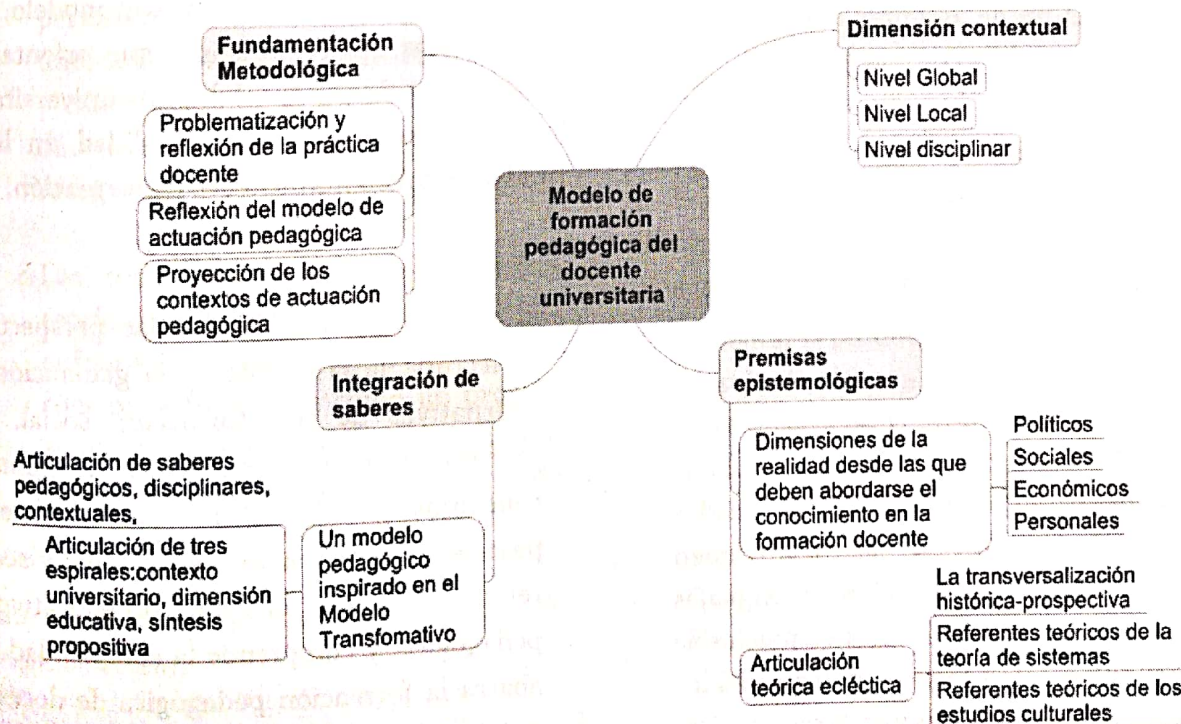 Fundamentación
Metodológica
Problematización y
reflexión de la práctica
docente
Reflexión del modelo de
actuación pedagógica
Proyección de los
contextos de actuación
pedagógica
Dimensión contextual
Nivel Global
Nivel Local
Nivel disciplinar
Modelo de
formación
pedagógica del
docente
universitaria
Integración de
saberes
Articulación de saberes
pedagógicos, disciplinares,
contextuales,
Articulación de tres
espirales:contexto
universitario, dimensión
educativa, síntesis
propositiva
Un modelo
pedagógico
inspirado en el
Modelo
Transfomativo
Premisas
epistemológicas
Dimensiones de la
realidad desde las que
deben abordarse el
conocimiento en la
formación docente
Políticos
Sociales
Económicos
Personales
Articulación
teórica ecléctica
La transversalización
histórica-prospectiva
Referentes teóricos de la
teoría de sistemas
Referentes teóricos de los
estudios culturales